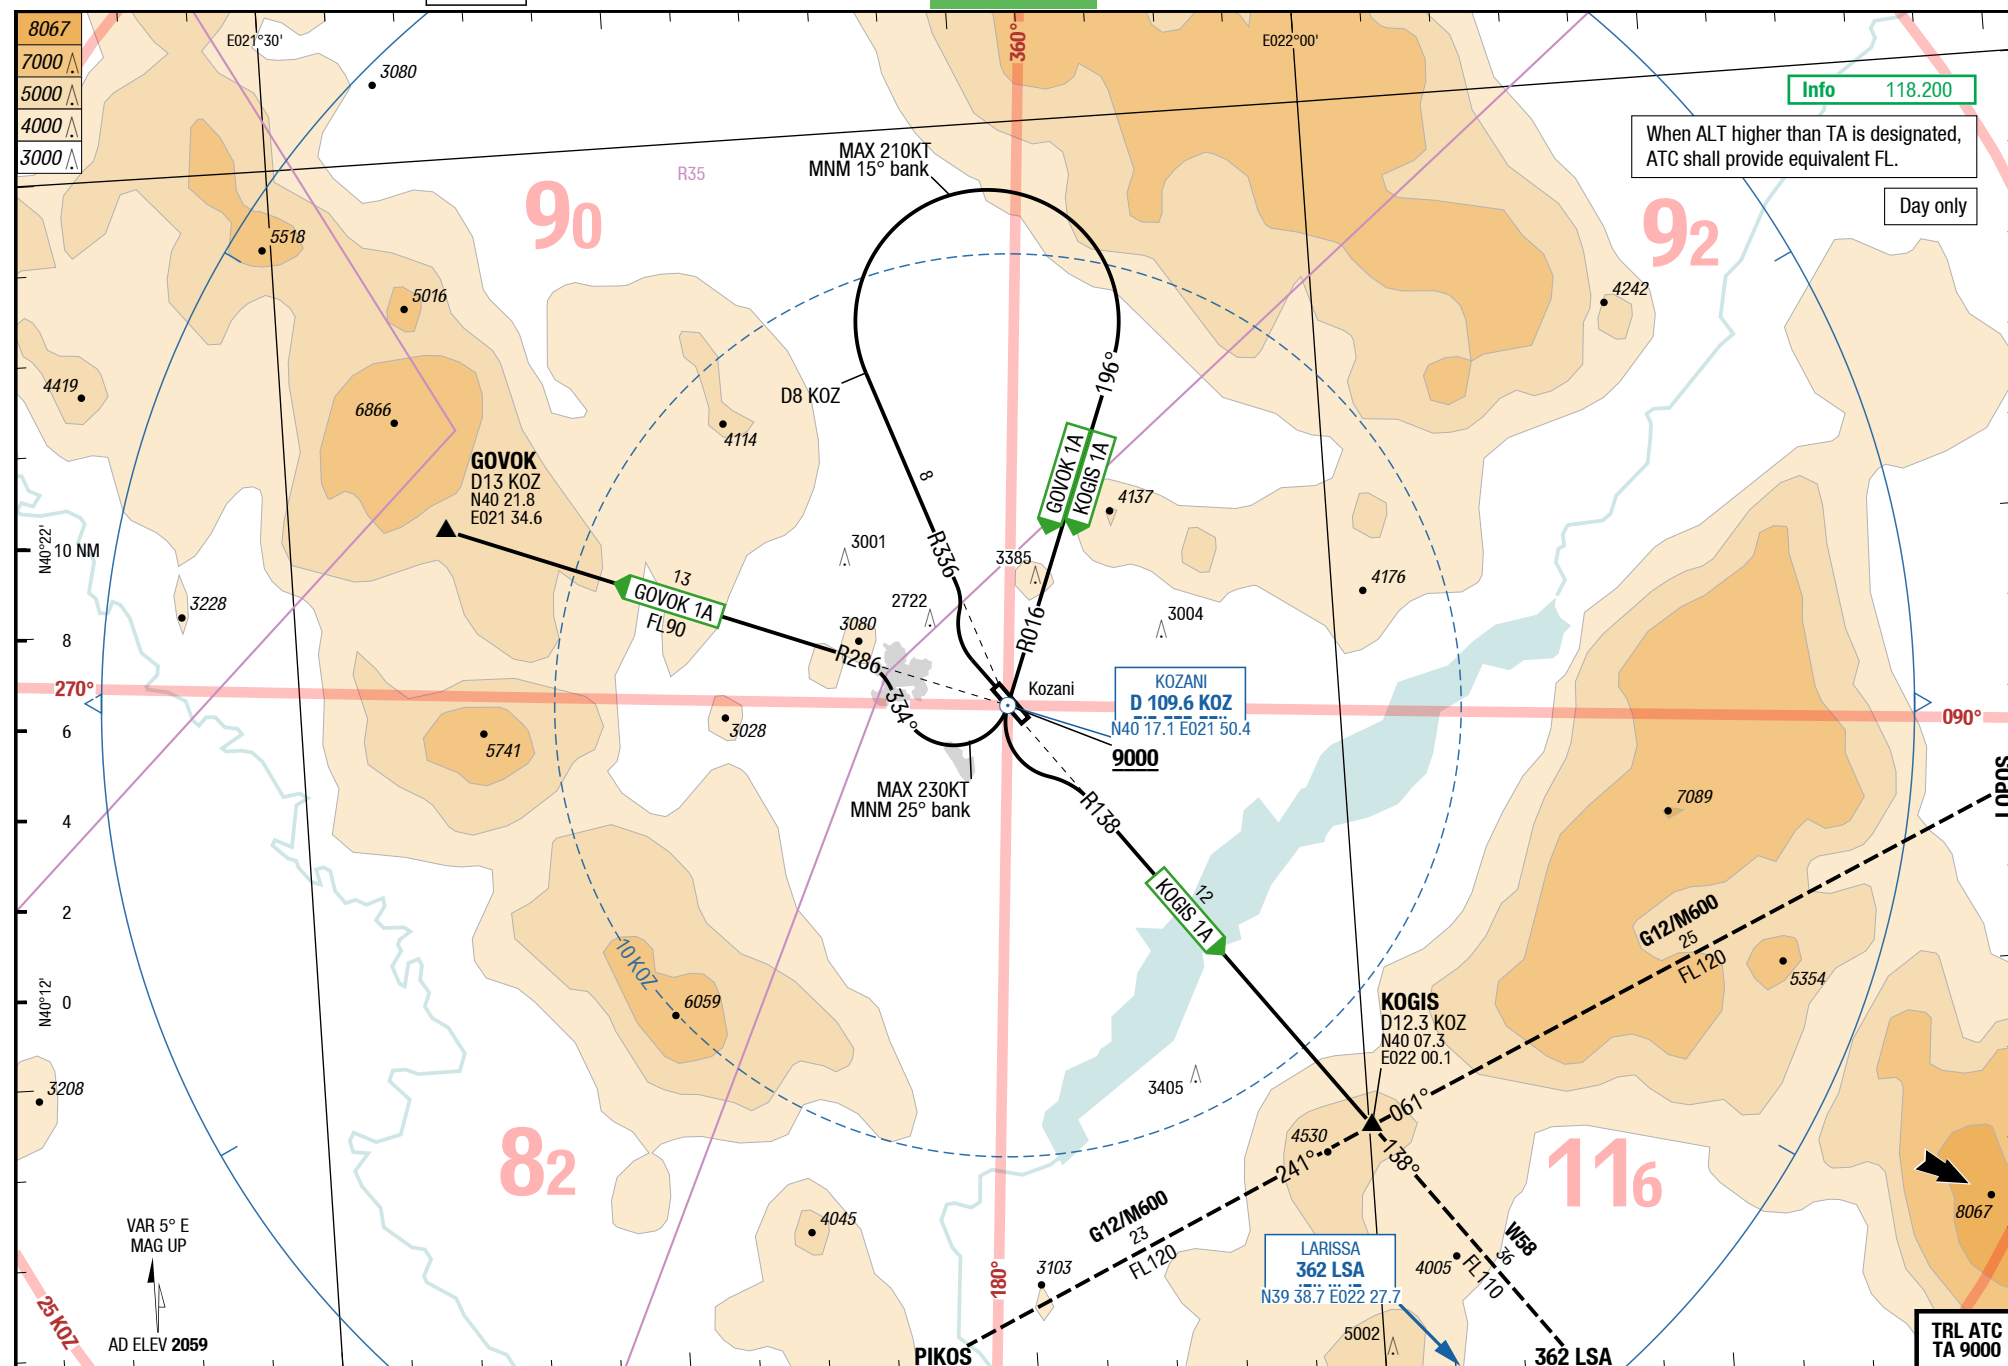 8067
7000
5000
4000
3000
E021°30'
360°
E022°00'
3080
R35
MAX 210KT
MNM 15° bank
Info 118.200
When ALT higher than TA is designated,
ATC shall provide equivalent FL.
Day only
90
92
5518
5016
4242
4419
6866
4114
D8 KOZ
196°
GOVOK
D13 KOZ
N40 21.8
E021 34.6
8
GOVOK 1A
KOGIS 1A
4137
N40°22'
10 NM
R336
3001
3385
4176
3228
13
GOVOK 1A
FL90
2722
3080
3004
R016
8
R286
270°
Kozani
KOZANI
D 109.6 KOZ
N40 17.1 E021 50.4
090°
334°
3028
5741
6
9000
MAX 230KT
MNM 25° bank
R138
7089
LOPOS
4
12
KOGIS 1A
2
G12/M600
25
FL120
10 KOZ
6059
5354
N40°12'
0
KOGIS
D12.3 KOZ
N40 07.3
E022 00.1
3208
3405
061°
4530
241°
138°
82
116
8067
4045
G12/M600
23
FL120
W58
36
FL110
VAR 5° E
MAG UP
3103
180°
LARISSA
362 LSA
N39 38.7 E022 27.7
4005
25 KOZ
AD ELEV 2059
5002
PIKOS
362 LSA
TRL ATC
TA 9000